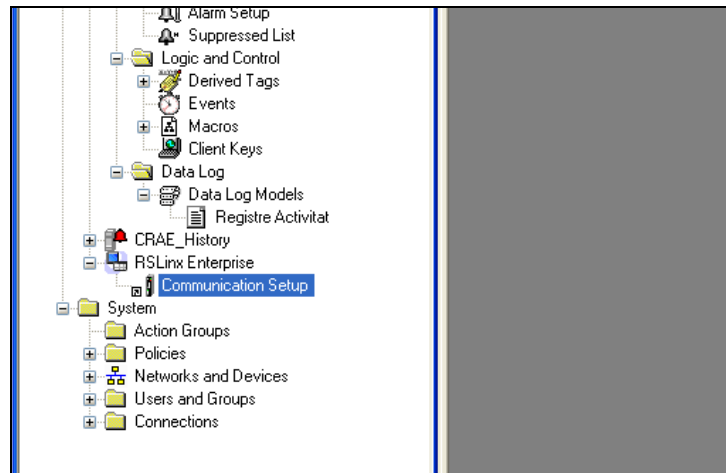 Alarm Setup
Suppressed List
Logic and Control
Derived Tags
Events
Macros
Client Keys
Data Log
Data Log Models
Registre Activitat
CRAE_History
RSLinx Enterprise
Communication Setup
System
Action Groups
Policies
Networks and Devices
Users and Groups
Connections